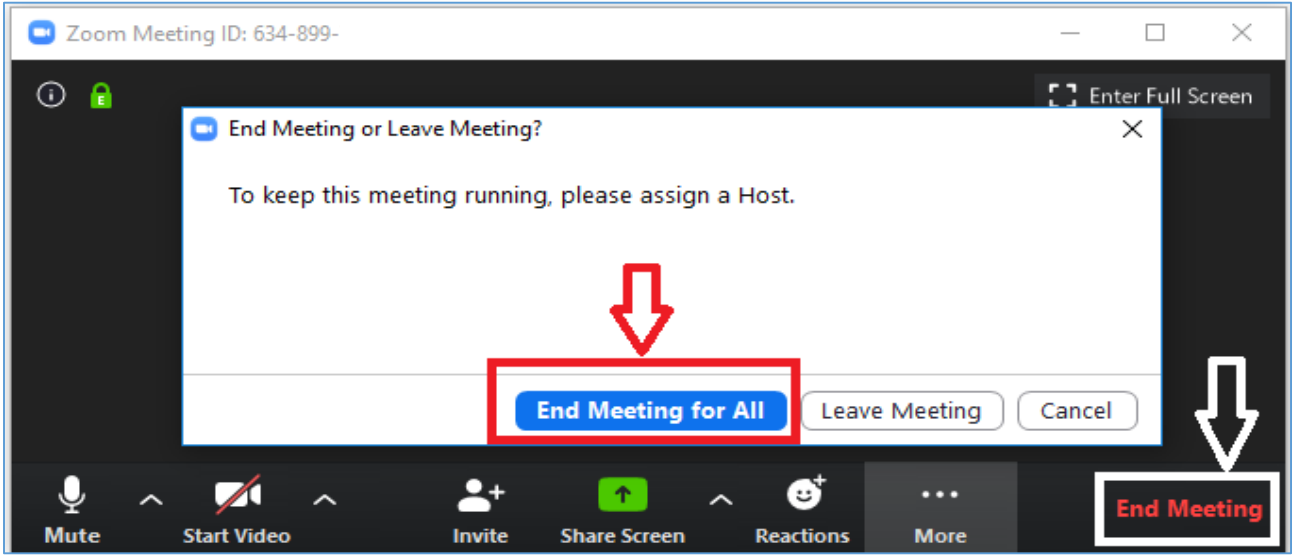 Zoom Meeting ID: 634-899-
Enter Full Screen
End Meeting or Leave Meeting?
To keep this meeting running, please assign a Host.
End Meeting for All Leave Meeting Cancel
Mute Start Video Invite Share Screen Reactions More End Meeting